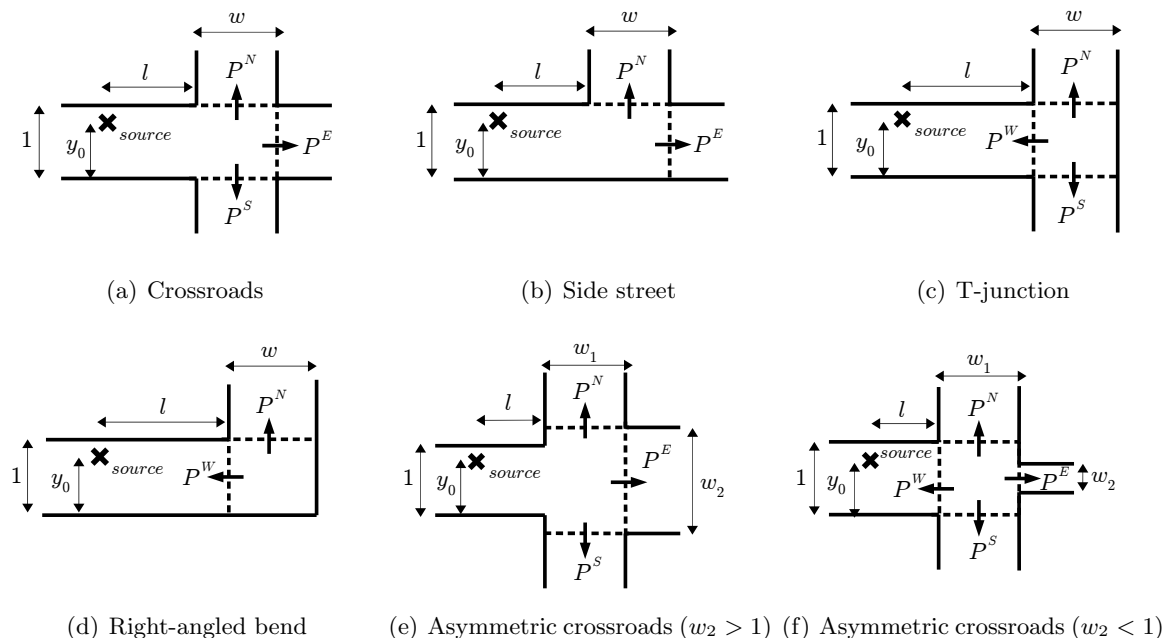 w
l
P^N
1
y_0
source
P^E
P^S
(a) Crossroads
w
l
P^N
1
y_0
source
P^E
(b) Side street
w
l
P^N
1
y_0
source
P^W
P^S
(c) T-junction
w
l
P^N
1
y_0
source
P^W
(d) Right-angled bend
w_1
l
P^N
1
y_0
source
P^E
w_2
P^S
(e) Asymmetric crossroads (w_2 > 1)
w_1
l
P^N
1
y_0
source
P^W
P^E
w_2
P^S
(f) Asymmetric crossroads (w_2 < 1)